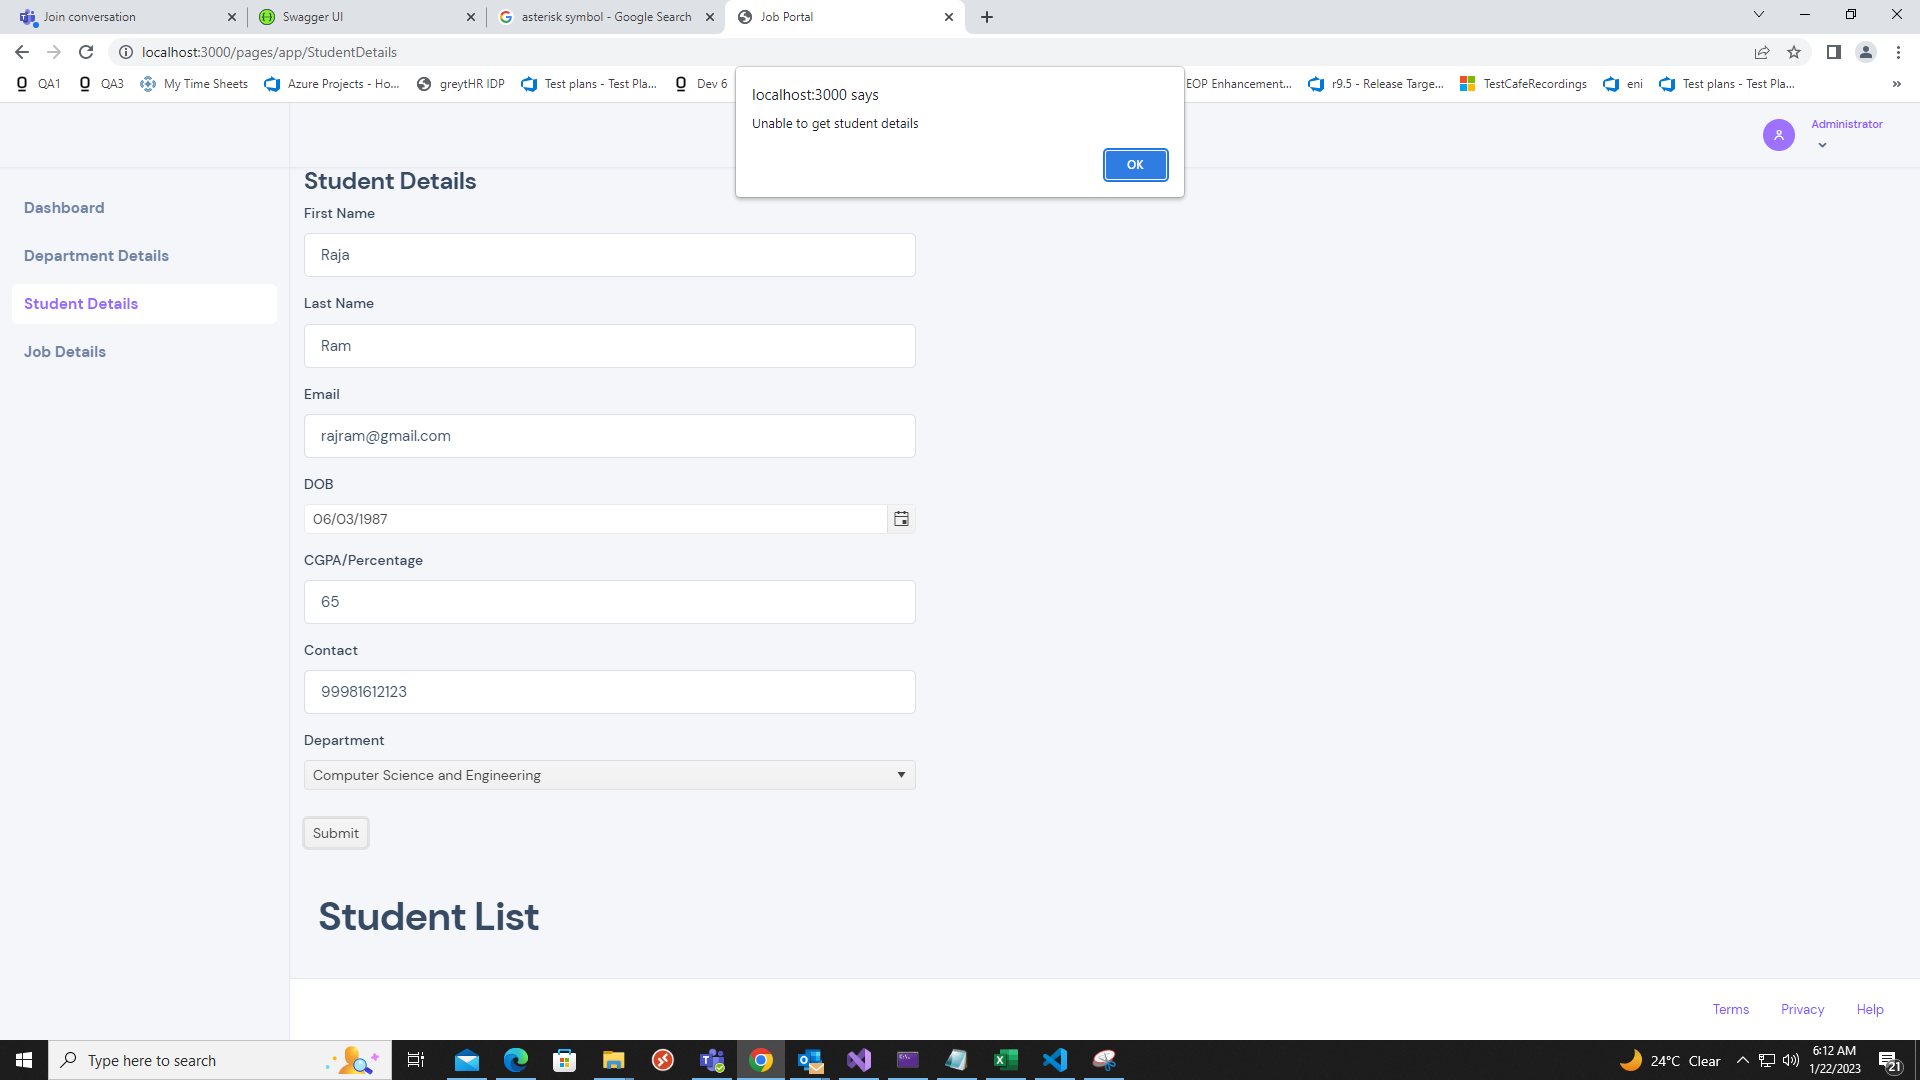 Join conversation
Swagger UI
asterisk symbol - Google Search
Job Portal
localhost:3000/pages/app/StudentDetails
QA1
QA3
My Time Sheets
Azure Projects - Ho...
greytHR IDP
Test plans - Test Pla...
Dev 6
EOP Enhancement...
r9.5 - Release Targe...
TestCafeRecordings
eni
Test plans - Test Pla...
»
localhost:3000 says
Unable to get student details
OK
Administrator
Dashboard
Department Details
Student Details
Job Details
Student Details
First Name
Raja
Last Name
Ram
Email
rajram@gmail.com
DOB
06/03/1987
CGPA/Percentage
65
Contact
99981612123
Department
Computer Science and Engineering
Submit
Student List
Terms
Privacy
Help
Type here to search
24°C Clear
6:12 AM
1/22/2023
21